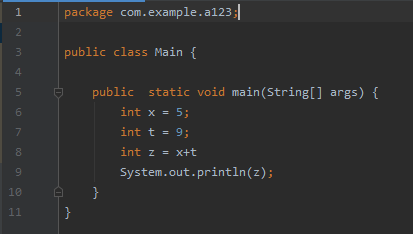 1 package com.example.a123;
2
3 public class Main {
4
5     public  static void main(String[] args) {
6         int x = 5;
7         int t = 9;
8         int z = x+t
9         System.out.println(z);
10     }
11 }